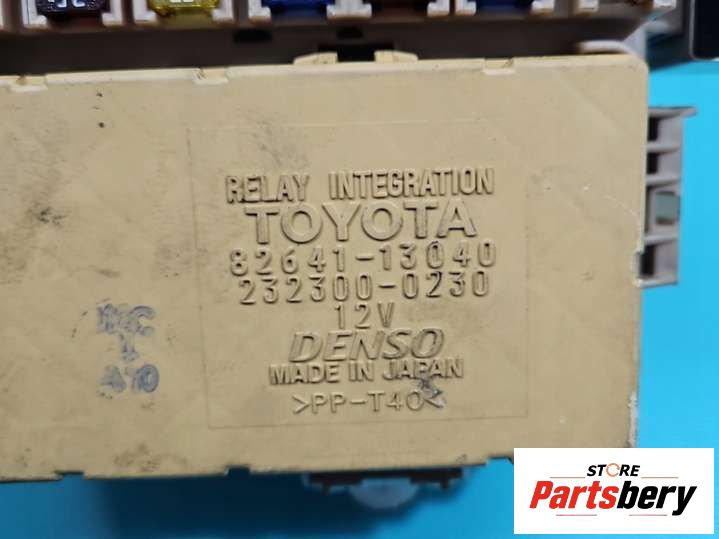 RELAY INTEGRATION
TOYOTA
82641-13040
232300-0230
12V
DENSO
MADE IN JAPAN
>PP-T40<
STORE
Partsbery